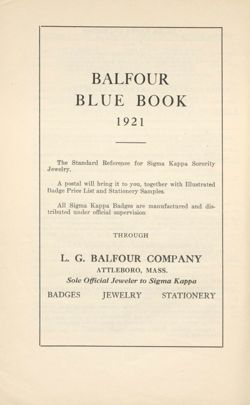 BALFOUR
BLUE BOOK
1921
The Standard Reference for Sigma Kappa Sorority
Jewelry.
A postal will bring it to you, together with Illustrated
Badge Price List and Stationery Samples.
All Sigma Kappa Badges are manufactured and dis-
tributed under official supervision
THROUGH
L. G. BALFOUR COMPANY
ATTLEBORO, MASS.
Sole Official Jeweler to Sigma Kappa
BADGES JEWELRY STATIONERY